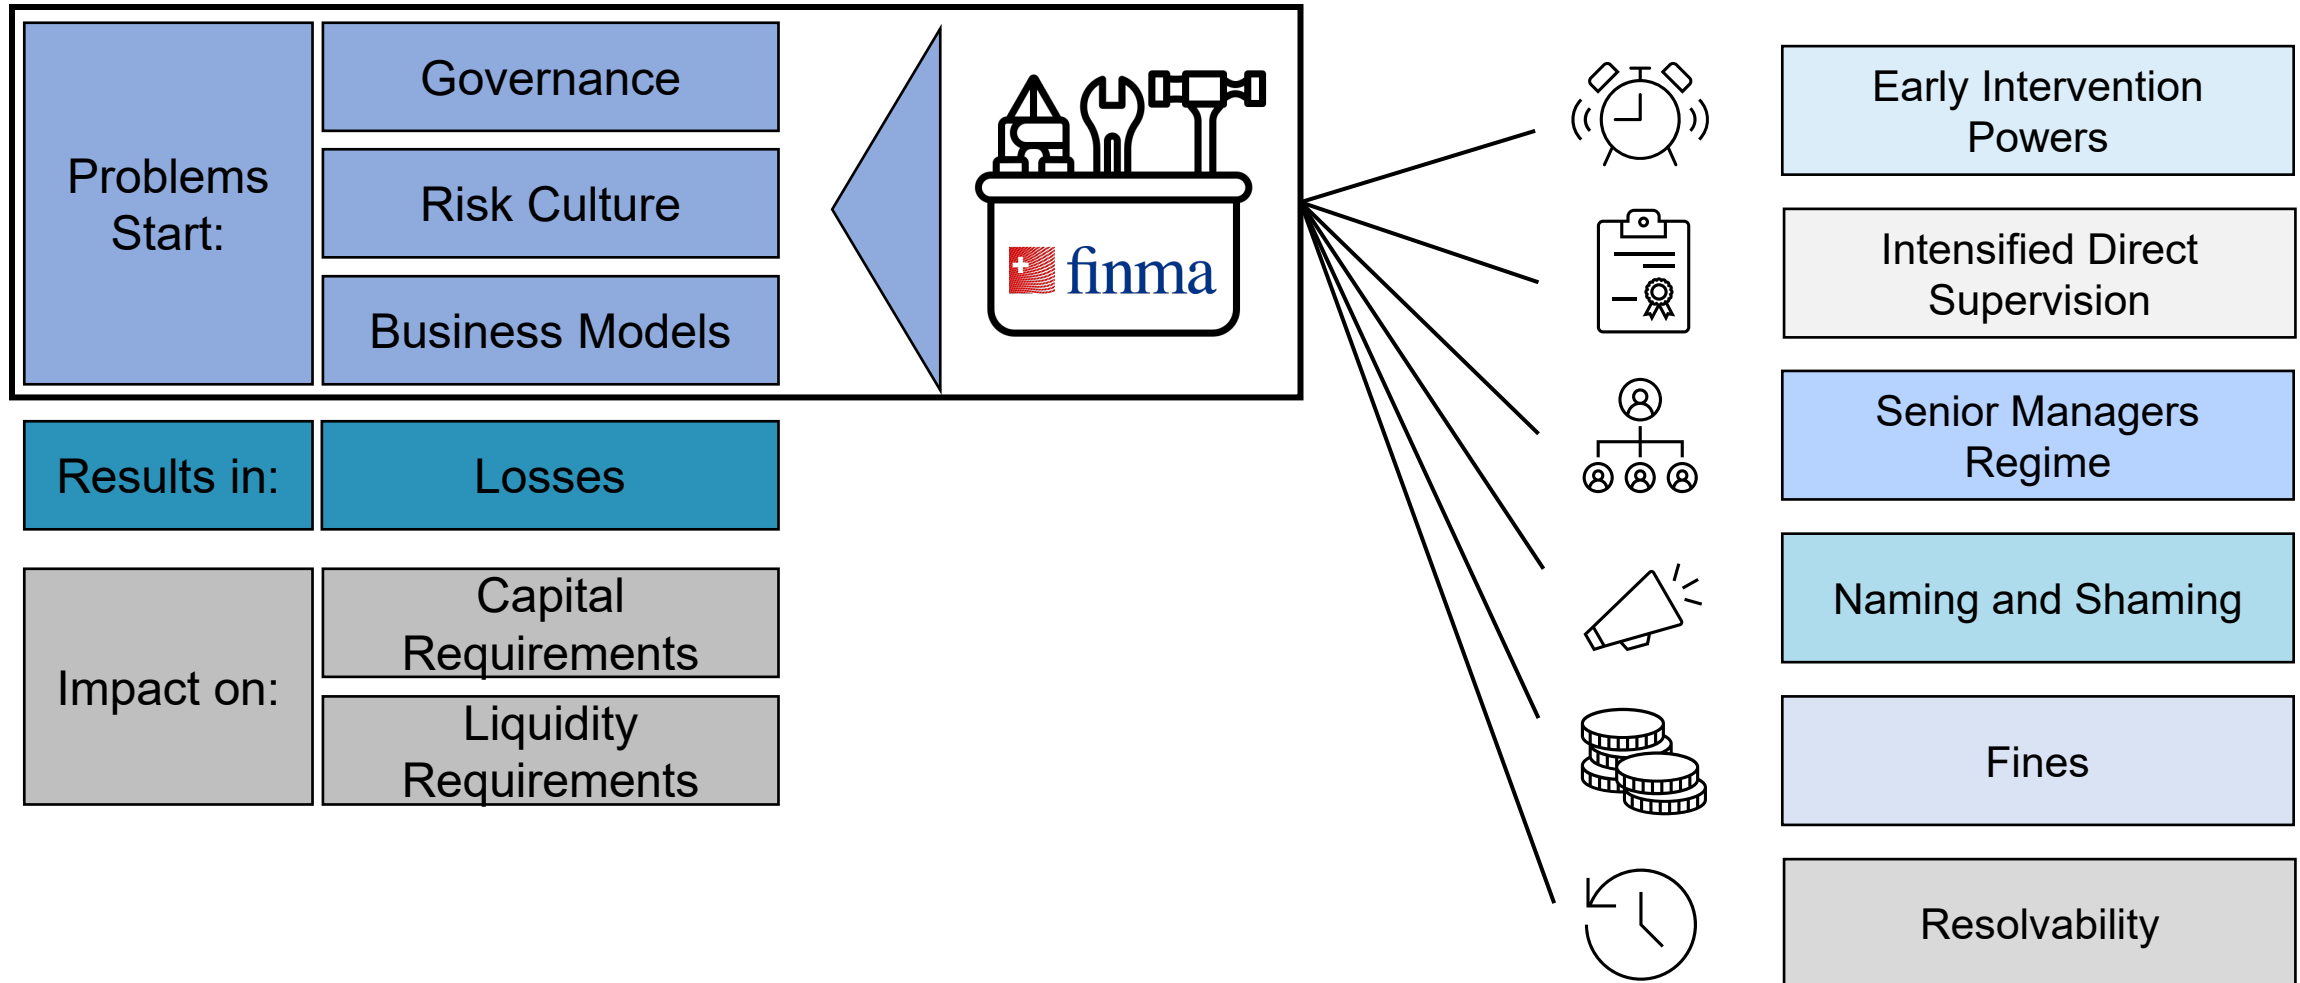 Problems
Start:
Governance
Risk Culture
Business Models
finma
Results in:
Losses
Impact on:
Capital
Requirements
Liquidity
Requirements
Early Intervention
Powers
Intensified Direct
Supervision
Senior Managers
Regime
Naming and Shaming
Fines
Resolvability